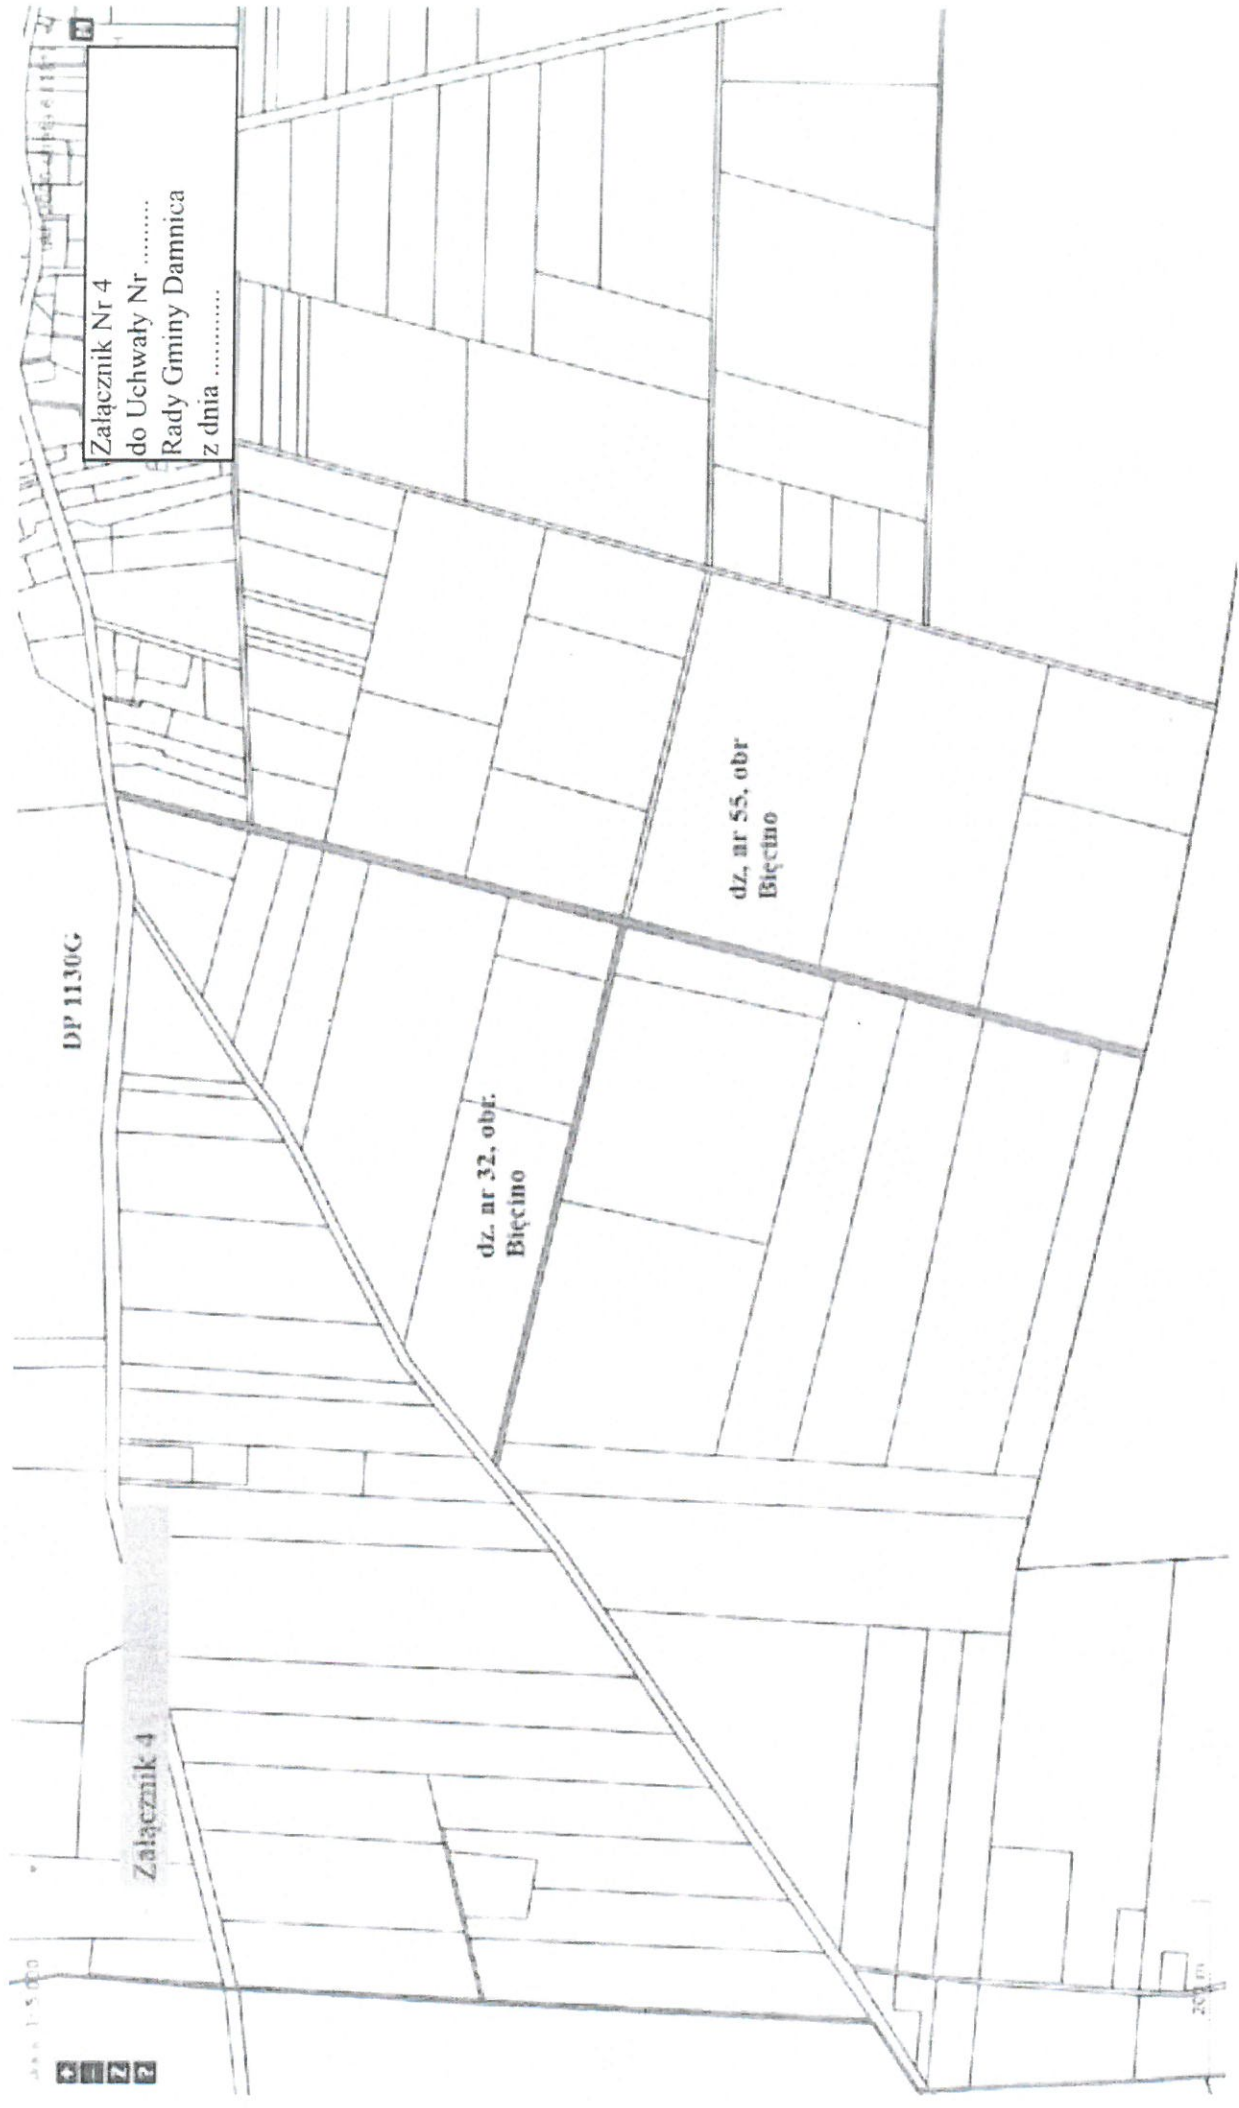 Załącznik Nr 4
do Uchwały Nr .........
Rady Gminy Damnica
z dnia ............
DP 1130G
dz. nr 55. obr
Bięcino
dz. nr 32. obr.
Bięcino
Załącznik 4